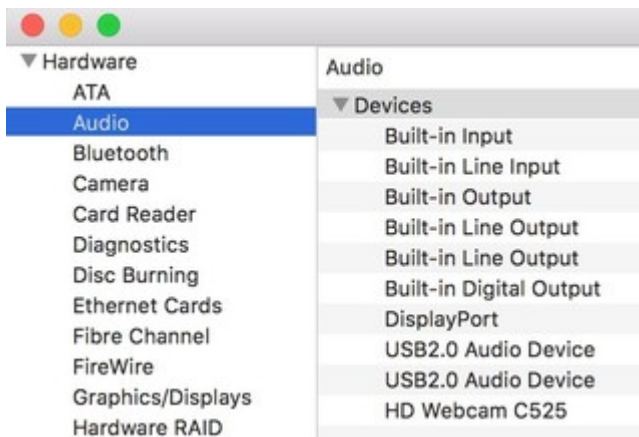 Hardware
ATA
Audio
Bluetooth
Camera
Card Reader
Diagnostics
Disc Burning
Ethernet Cards
Fibre Channel
FireWire
Graphics/Displays
Hardware RAID
Audio
Devices
Built-in Input
Built-in Line Input
Built-in Output
Built-in Line Output
Built-in Line Output
Built-in Digital Output
DisplayPort
USB2.0 Audio Device
USB2.0 Audio Device
HD Webcam C525